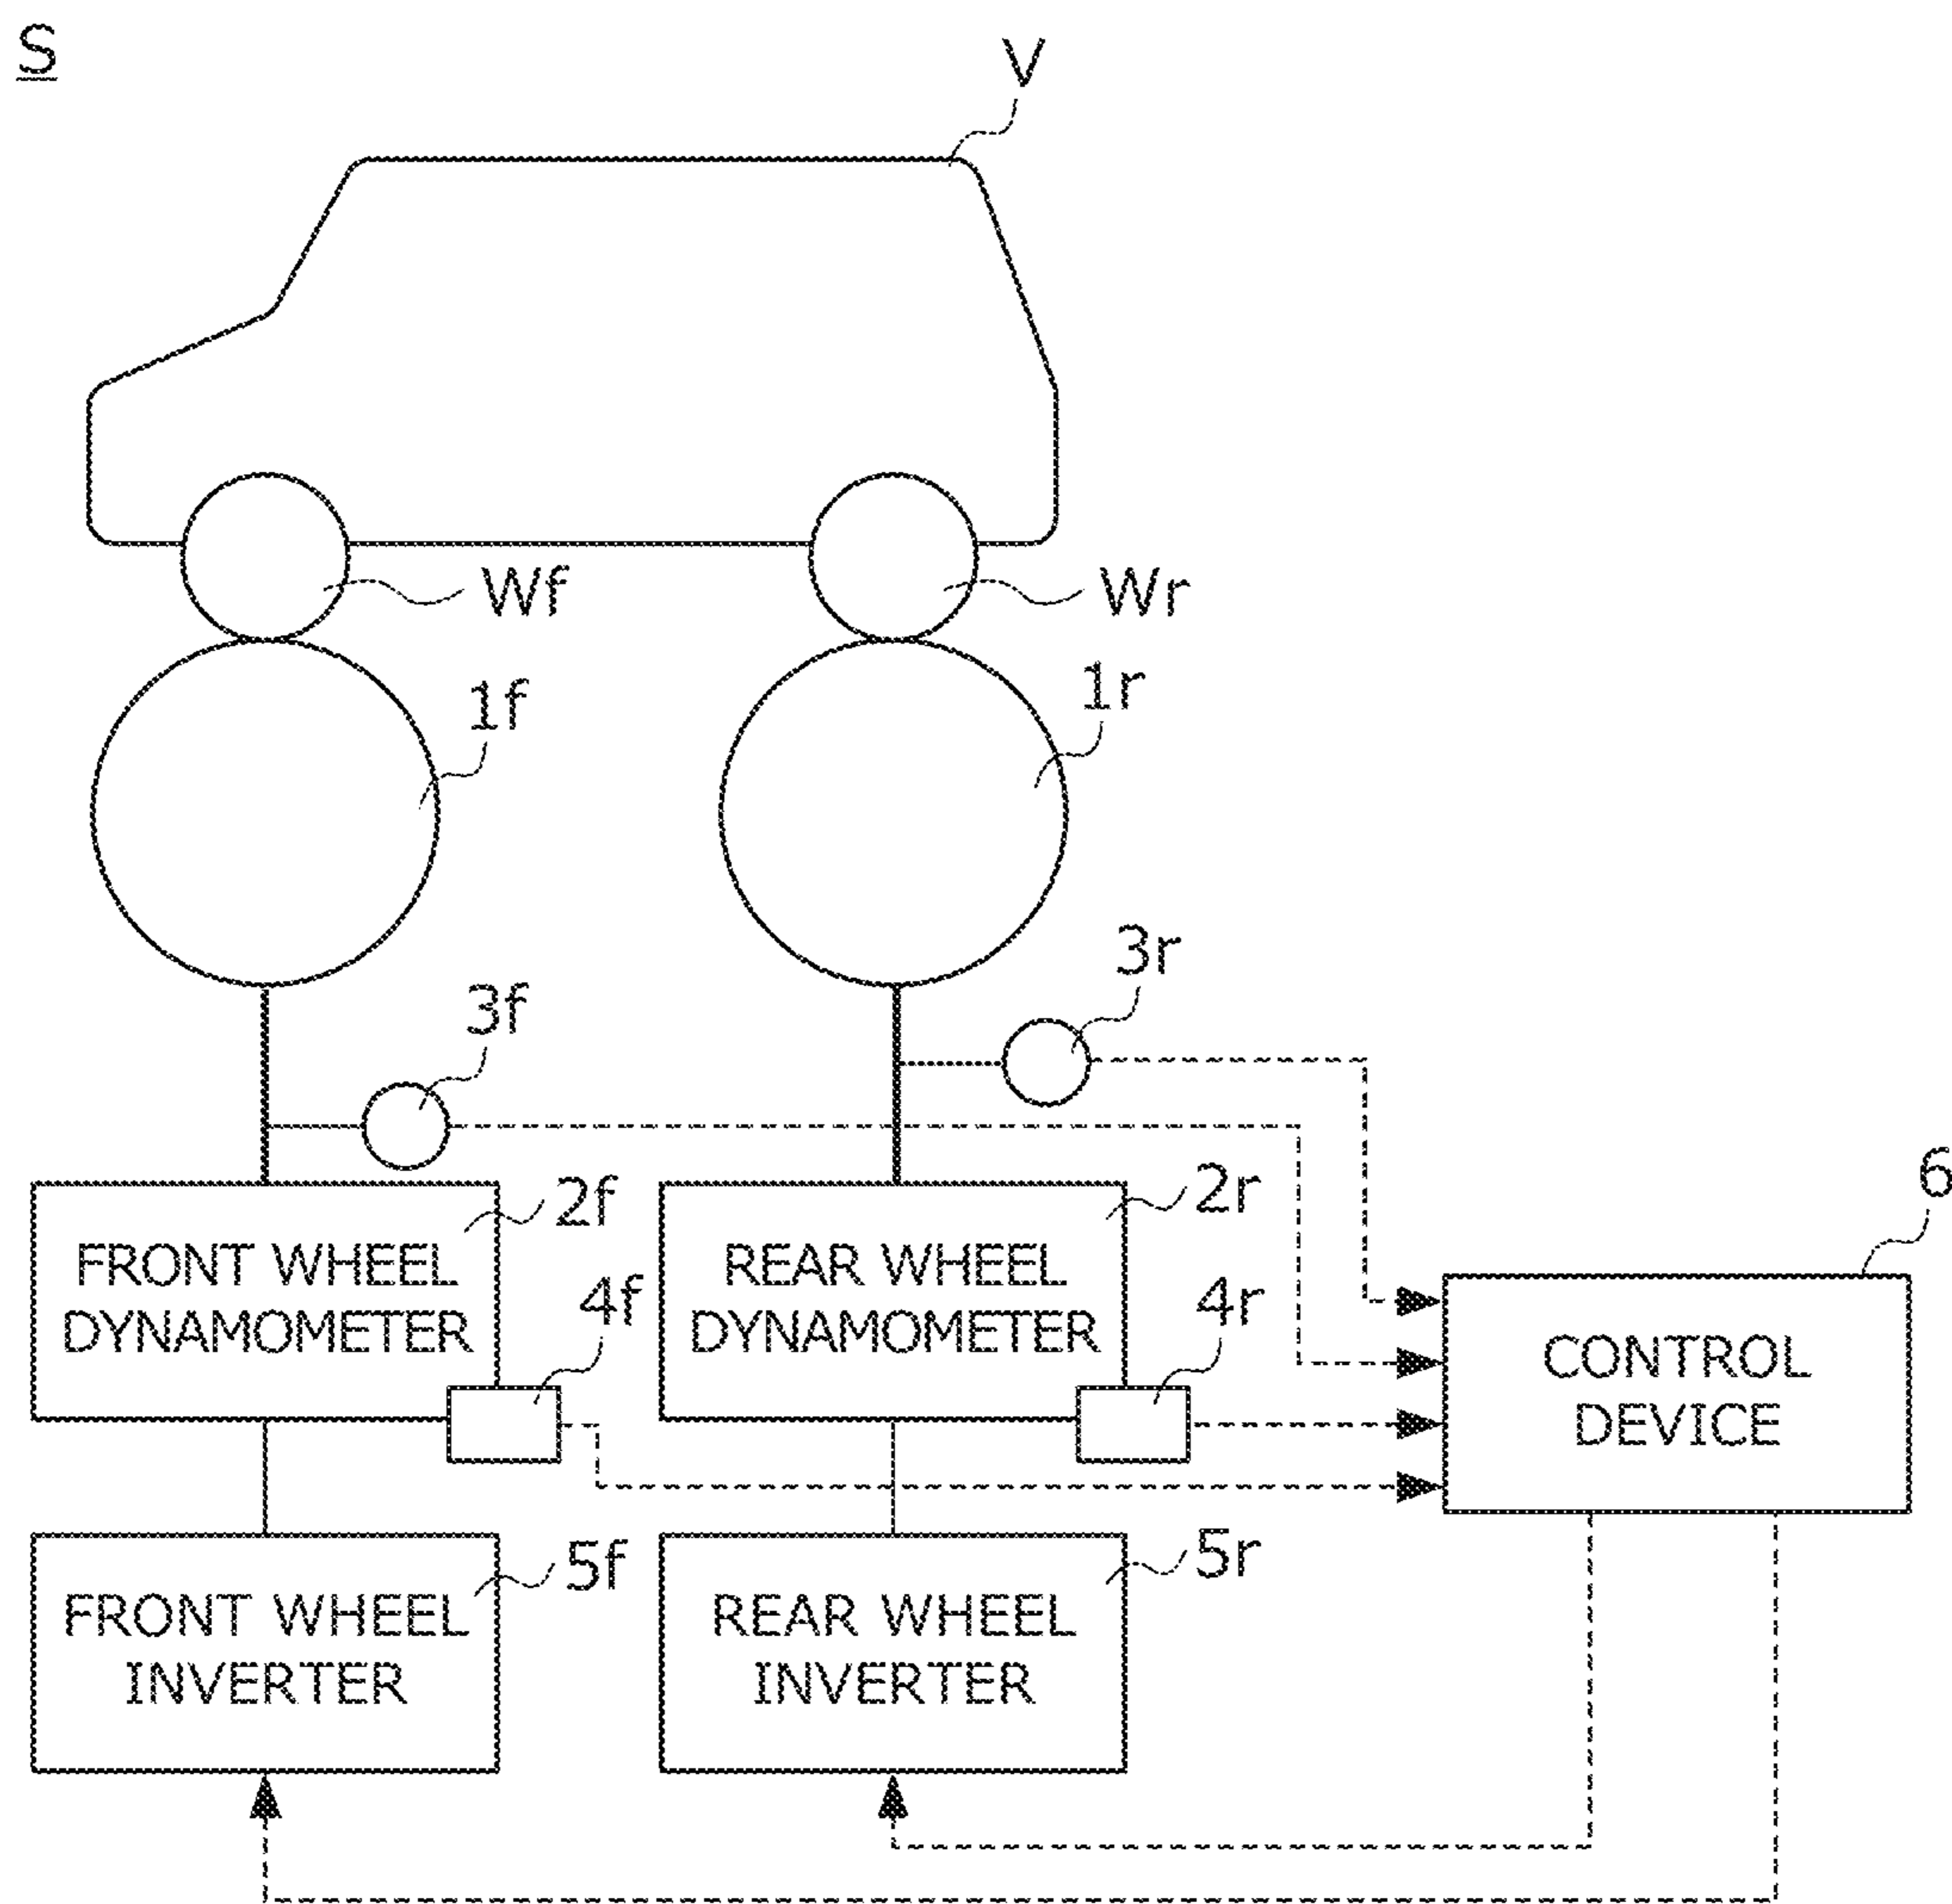 S
V
Wf
Wr
1f
1r
3f
3r
2f
2r
6
FRONT WHEEL
DYNAMOMETER
REAR WHEEL
DYNAMOMETER
4f
4r
CONTROL
DEVICE
5f
5r
FRONT WHEEL
INVERTER
REAR WHEEL
INVERTER